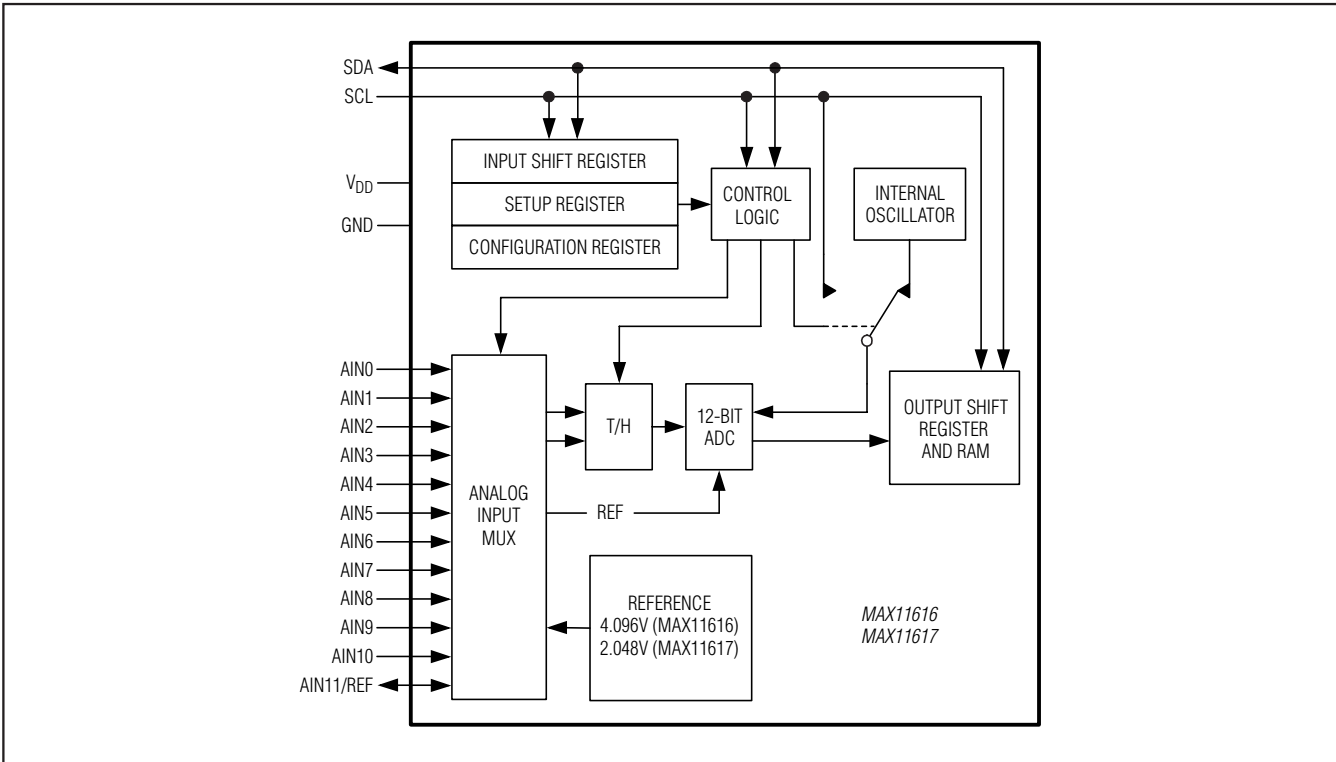 SDA
SCL
V_DD
GND
INPUT SHIFT REGISTER
SETUP REGISTER
CONFIGURATION REGISTER
CONTROL
LOGIC
INTERNAL
OSCILLATOR
AIN0
AIN1
AIN2
AIN3
AIN4
AIN5
AIN6
AIN7
AIN8
AIN9
AIN10
AIN11/REF
ANALOG
INPUT
MUX
T/H
12-BIT
ADC
REF
OUTPUT SHIFT
REGISTER
AND RAM
REFERENCE
4.096V (MAX11616)
2.048V (MAX11617)
MAX11616
MAX11617